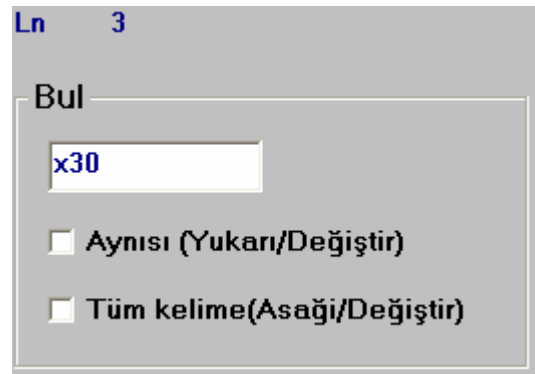 Ln 3
Bul
x30
Aynısı (Yukarı/Değiştir)
Tüm kelime(Asaği/Değiştir)